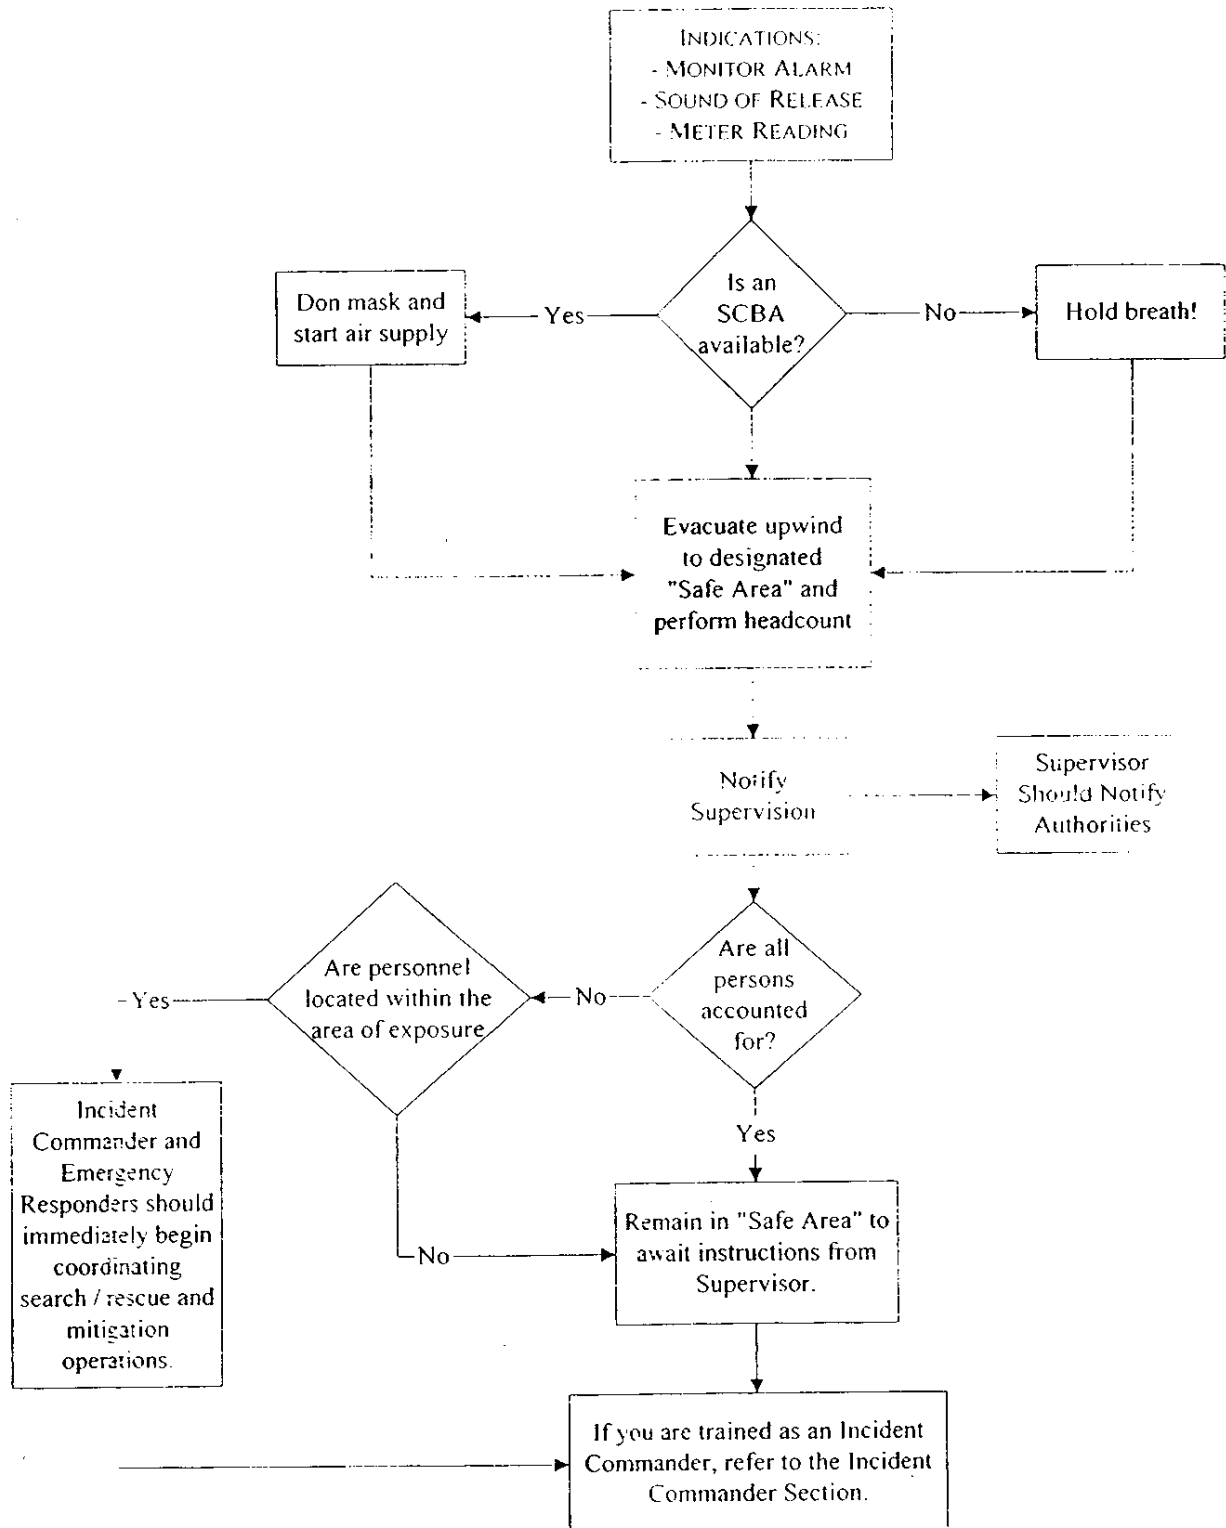 INDICATIONS:
- MONITOR ALARM
- SOUND OF RELEASE
- METER READING
Is an
SCBA
available?
Yes
No
Don mask and
start air supply
Hold breath!
Evacuate upwind
to designated
"Safe Area" and
perform headcount
Notify
Supervision
Supervisor
Should Notify
Authorities
Are all
persons
accounted
for?
No
Are personnel
located within the
area of exposure
Yes
Yes
Incident
Commander and
Emergency
Responders should
immediately begin
coordinating
search / rescue and
mitigation
operations.
No
Remain in "Safe Area" to
await instructions from
Supervisor.
If you are trained as an Incident
Commander, refer to the Incident
Commander Section.